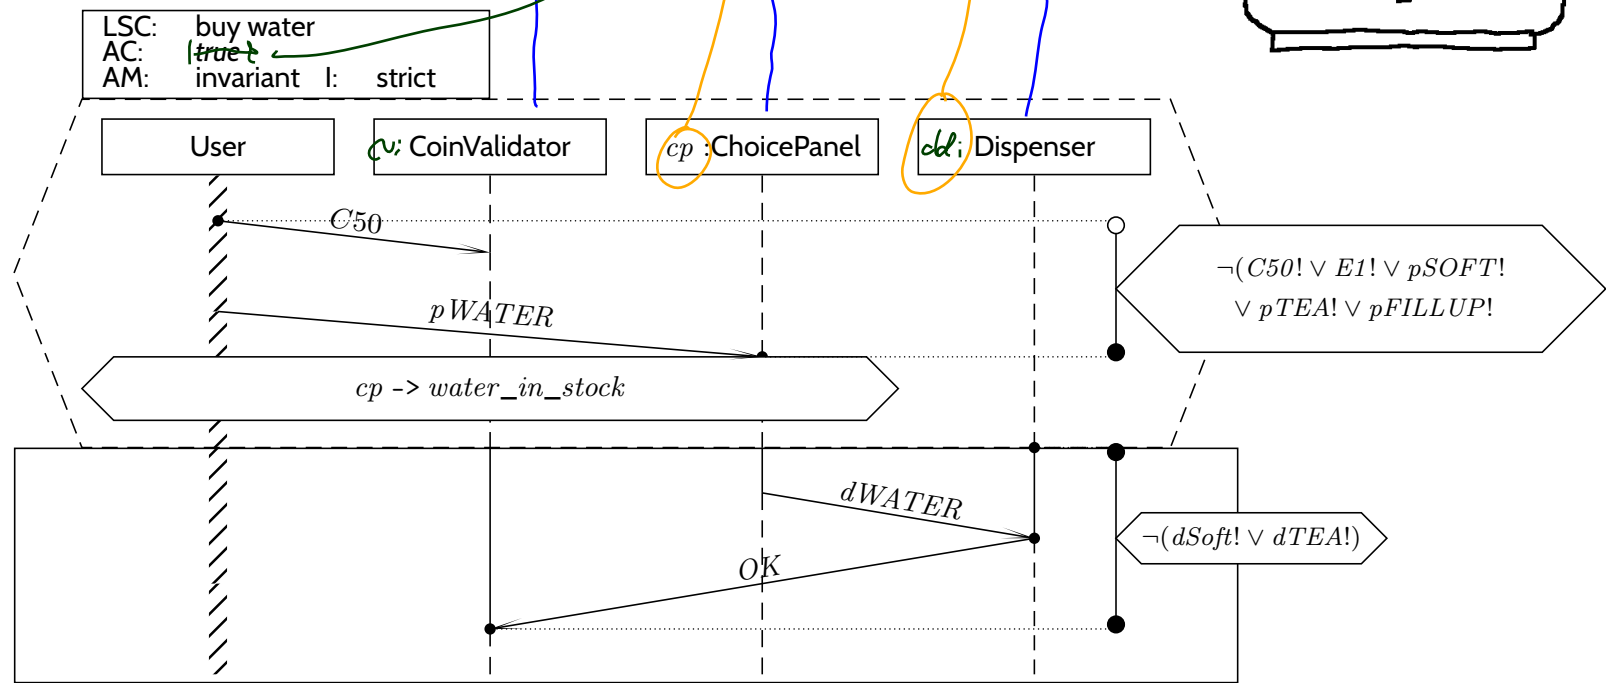 LSC: buy water
AC: true
AM: invariant I: strict
User
CoinValidator
cp :ChoicePanel
dd: Dispenser
C50
¬(C50! ∨ E1! ∨ pSOFT!
∨ pTEA! ∨ pFILLUP!
pWATER
cp -> water_in_stock
dWATER
¬(dSoft! ∨ dTEA!)
OK